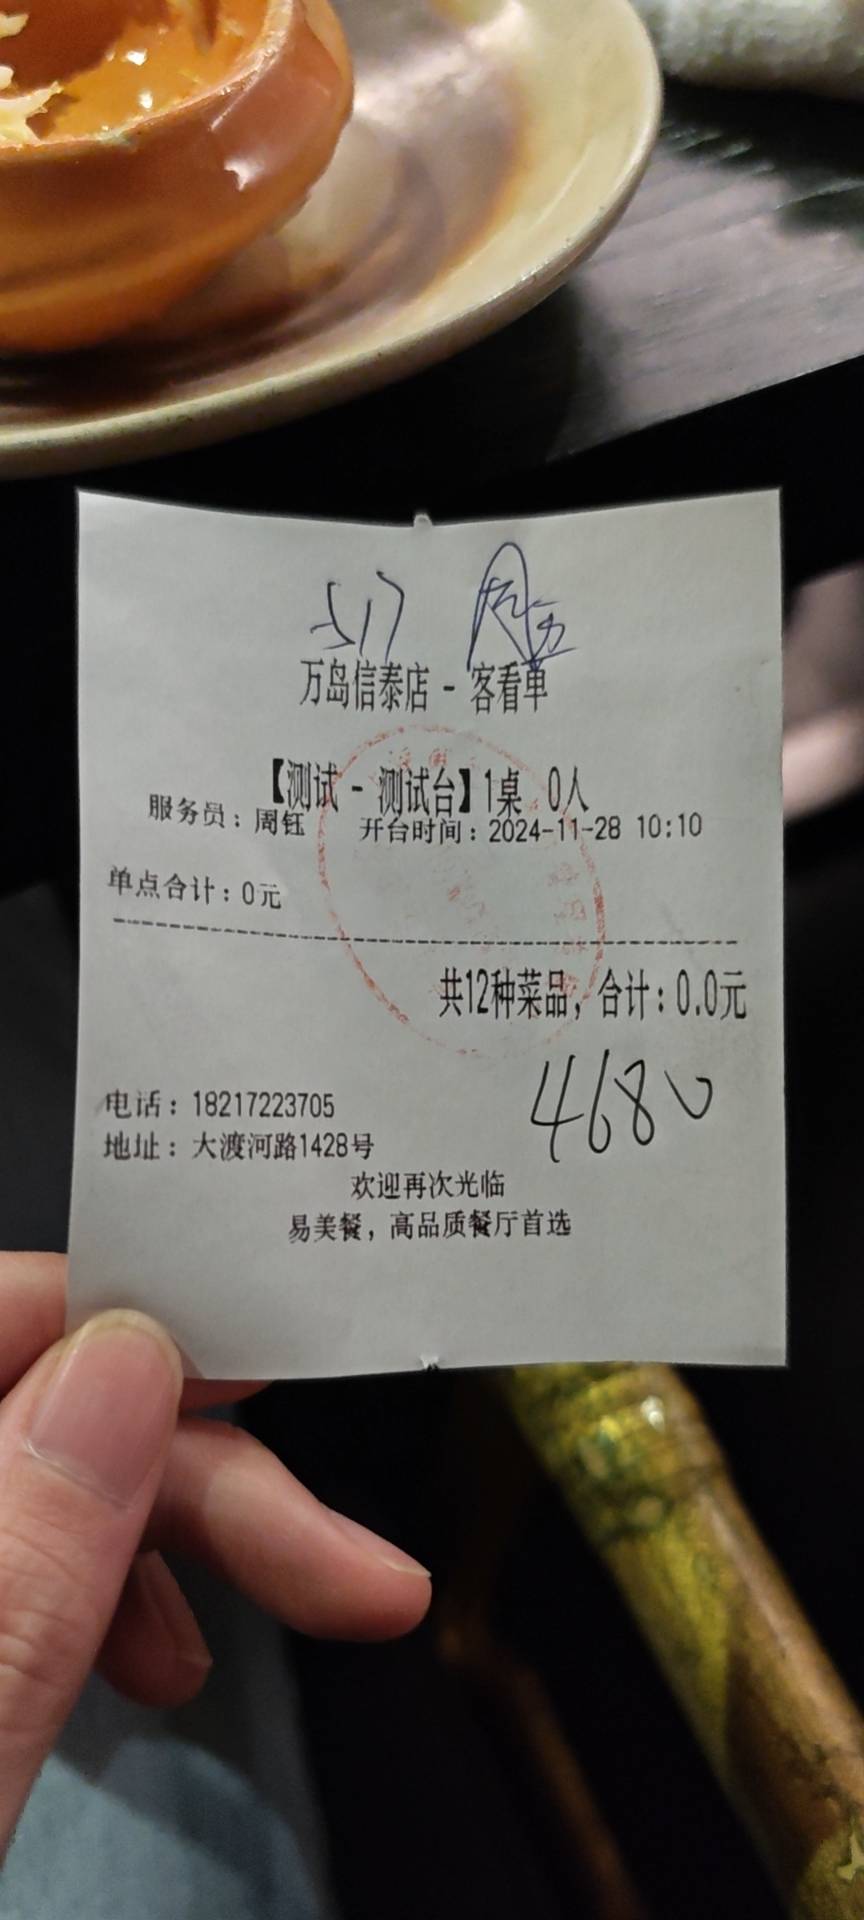 517
万岛信泰店 - 客看单
【测试 - 测试台】1桌 0人
服务员：周钰 开台时间：2024-11-28 10:10
单点合计：0元
共12种菜品，合计：0.0元
4680
电话：18217223705
地址：大渡河路1428号
欢迎再次光临
易美餐，高品质餐厅首选